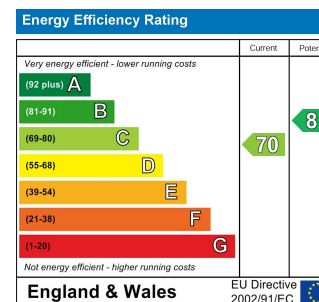 Energy Efficiency Rating
Current
Very energy efficient - lower running costs
(92 plus) A
(81-91) B
(69-80) C
(55-68) D
(39-54) E
(21-38) F
(1-20) G
70
Not energy efficient - higher running costs
England & Wales
EU Directive
2002/91/EC